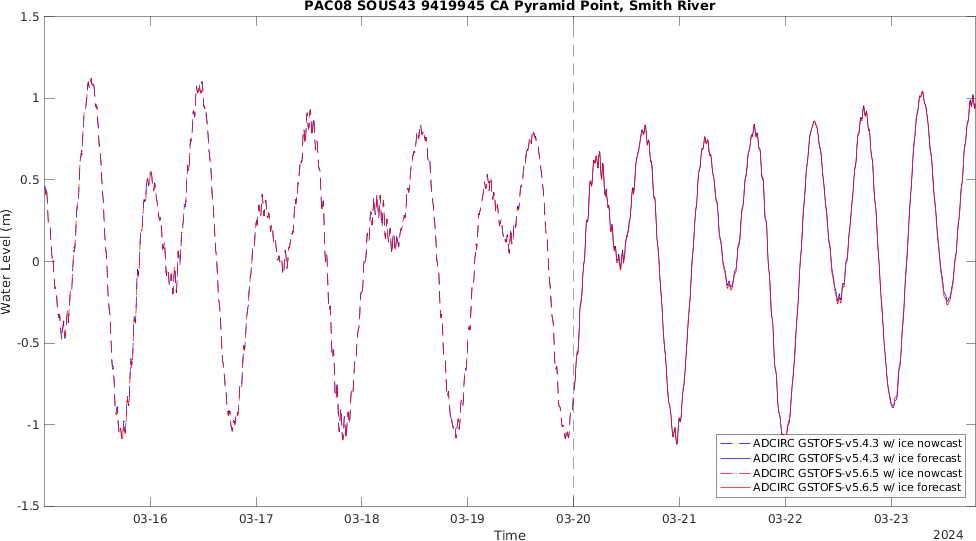 PAC08 SOUS43 9419945 CA Pyramid Point, Smith River
1.5
1
0.5
0
-0.5
-1
-1.5
Water Level (m)
03-16 03-17 03-18 03-19 03-20 03-21 03-22 03-23
Time
2024
ADCIRC GSTOFS-v5.4.3 w/ ice nowcast
ADCIRC GSTOFS-v5.4.3 w/ ice forecast
ADCIRC GSTOFS-v5.6.5 w/ ice nowcast
ADCIRC GSTOFS-v5.6.5 w/ ice forecast